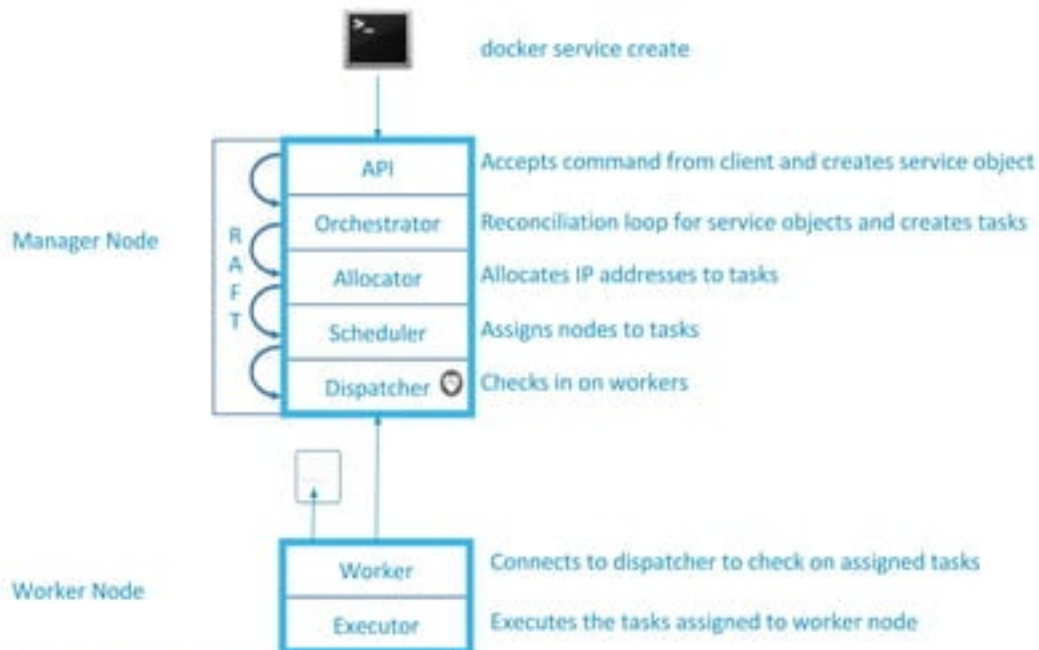 >_
docker service create
API
Accepts command from client and creates service object
Manager Node
RAFT
Orchestrator
Reconciliation loop for service objects and creates tasks
Allocator
Allocates IP addresses to tasks
Scheduler
Assigns nodes to tasks
Dispatcher
Checks in on workers
Worker Node
Worker
Connects to dispatcher to check on assigned tasks
Executor
Executes the tasks assigned to worker node